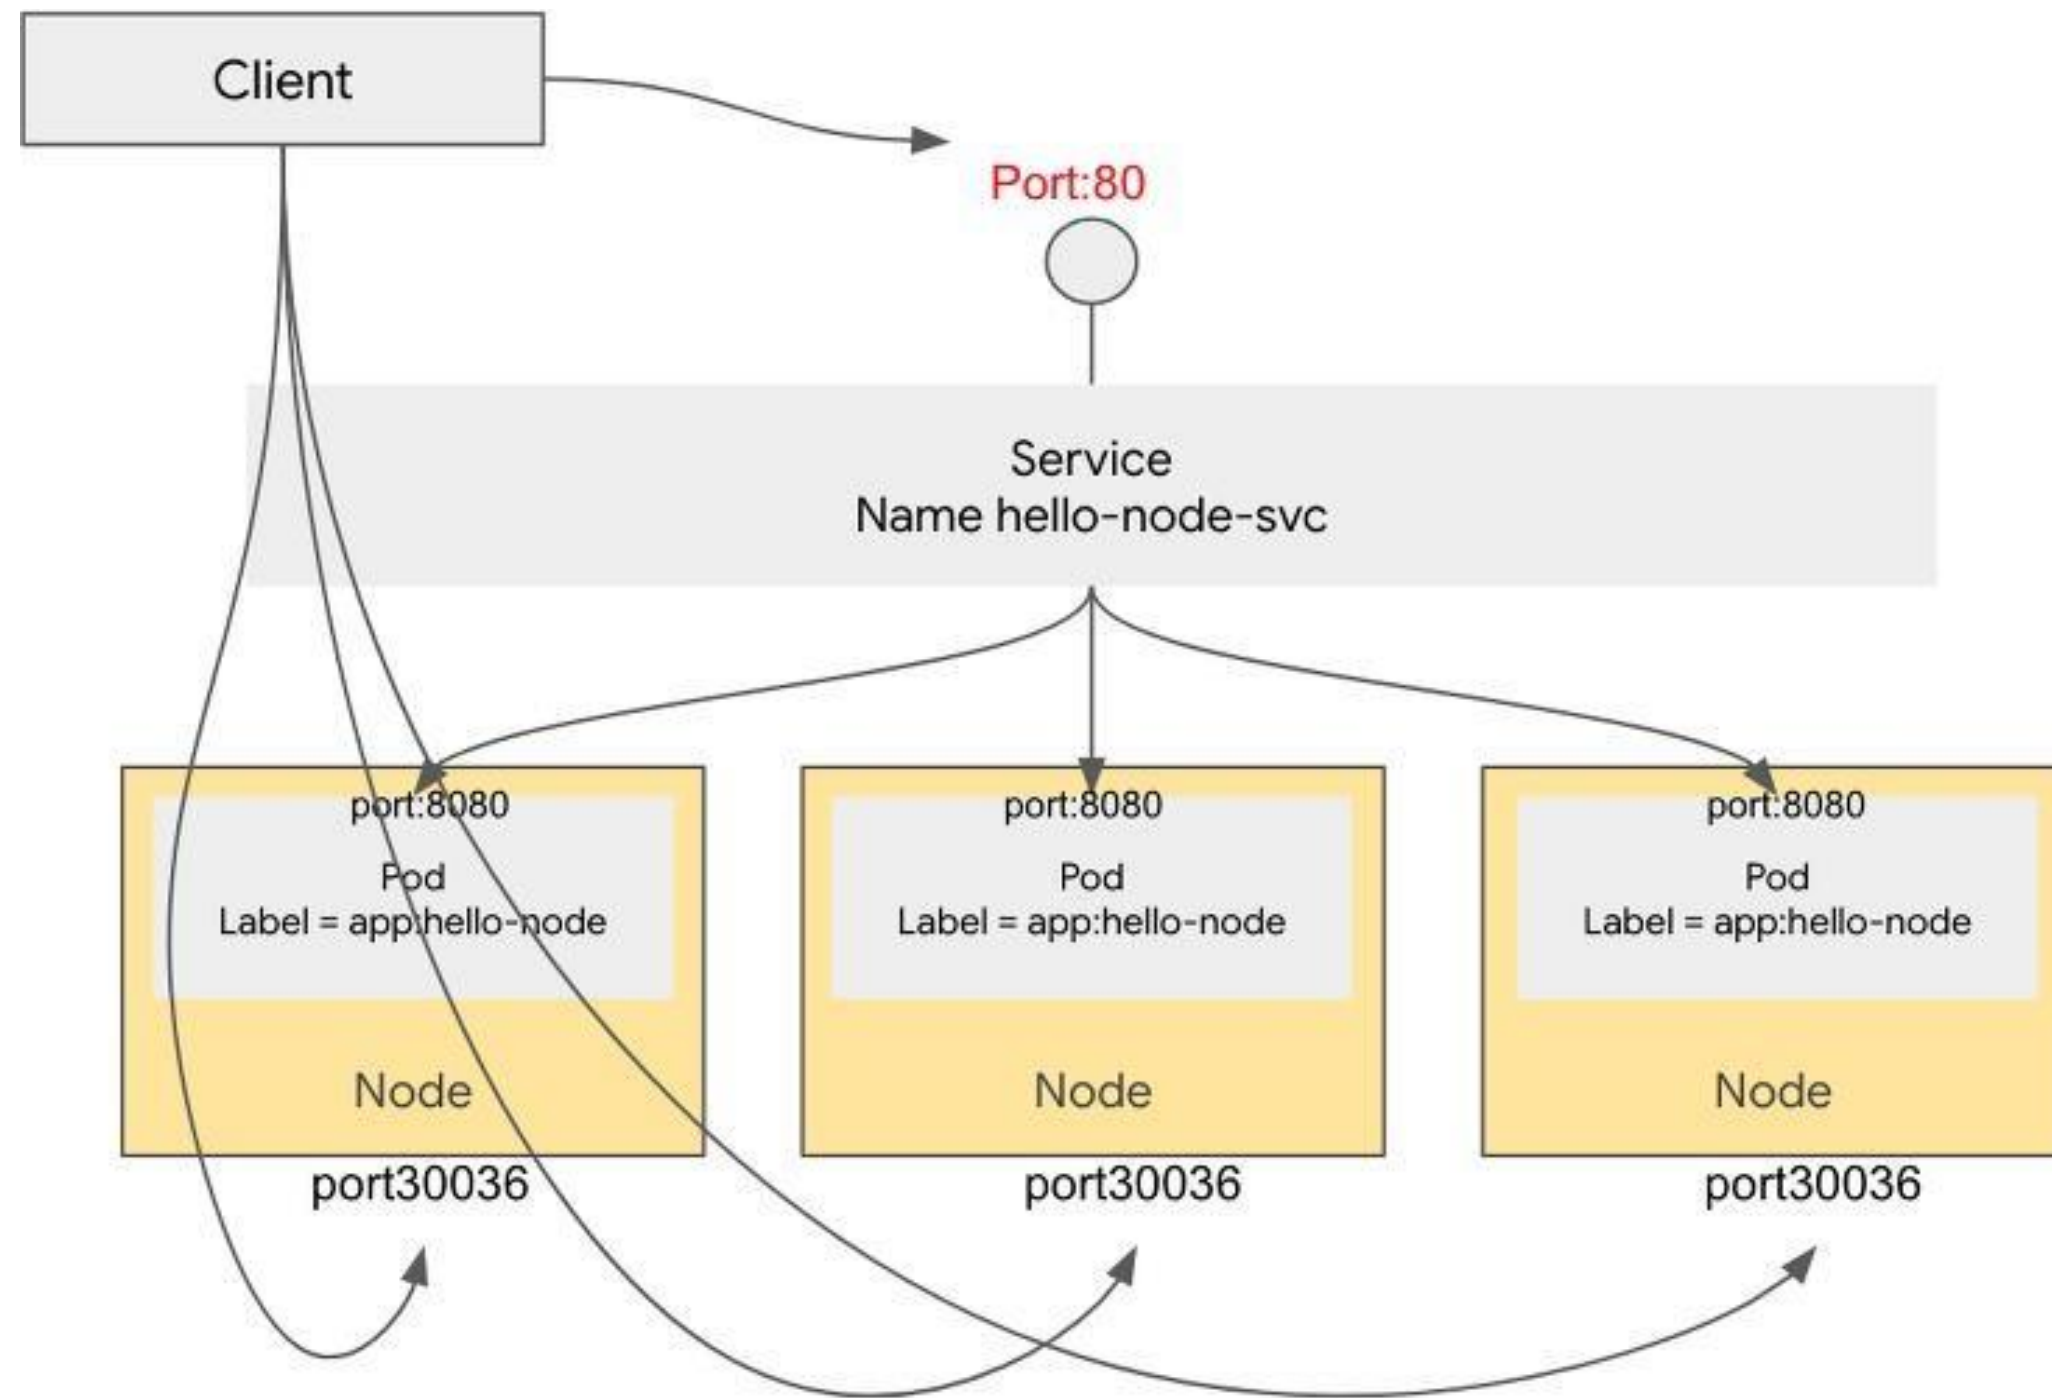 Client
Port:80
Service
Name hello-node-svc
port:8080
Pod
Label = app:hello-node
Node
port30036
port:8080
Pod
Label = app:hello-node
Node
port30036
port:8080
Pod
Label = app:hello-node
Node
port30036